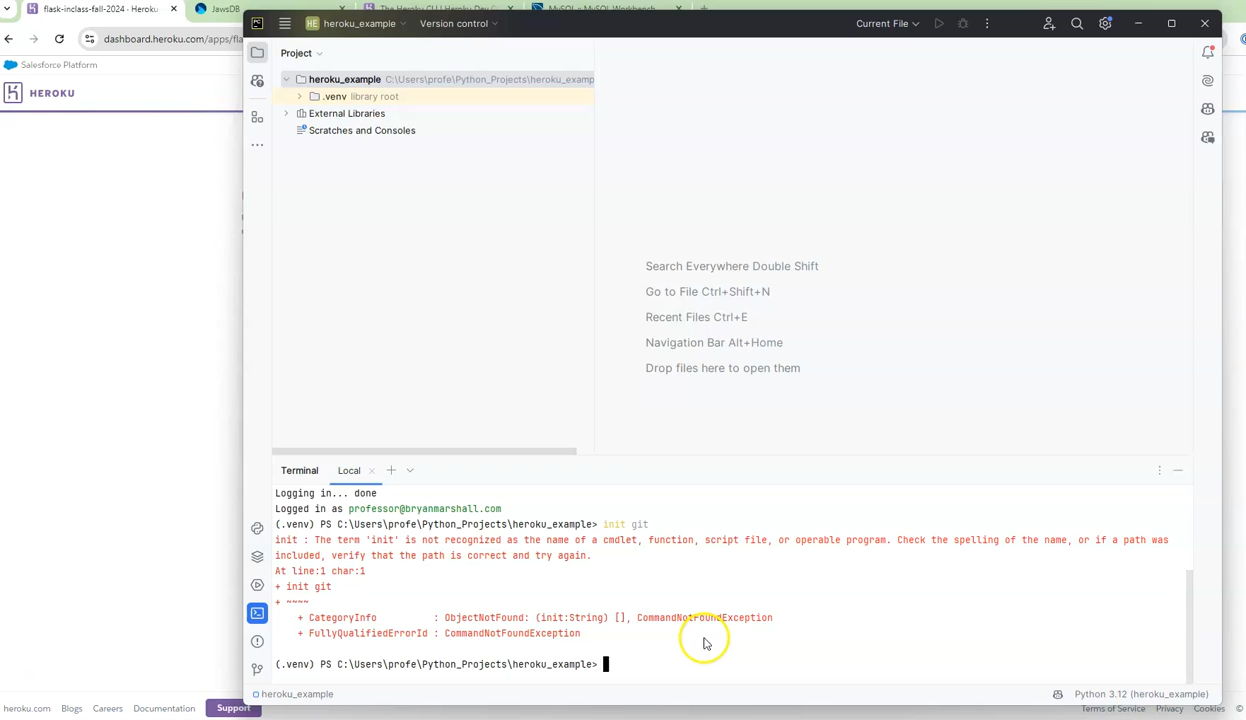 flask-inclass-fall-2024 - Heroku
JawsDB
The Heroku CLI | Heroku Dev C
MySQL :: MySQL Workbench
dashboard.heroku.com/apps/fla
Salesforce Platform
HEROKU
HE heroku_example
Version control
Current File
Project
heroku_example C:\Users\profe\Python_Projects\heroku_examp
.venv library root
External Libraries
Scratches and Consoles
Search Everywhere Double Shift
Go to File Ctrl+Shift+N
Recent Files Ctrl+E
Navigation Bar Alt+Home
Drop files here to open them
Terminal
Local
Logging in... done
Logged in as professor@bryanmarshall.com
(.venv) PS C:\Users\profe\Python_Projects\heroku_example> init git
init : The term 'init' is not recognized as the name of a cmdlet, function, script file, or operable program. Check the spelling of the name, or if a path was
included, verify that the path is correct and try again.
At line:1 char:1
+ init git
+ ~~~~
+ CategoryInfo : ObjectNotFound: (init:String) [], CommandNotFoundException
+ FullyQualifiedErrorId : CommandNotFoundException
(.venv) PS C:\Users\profe\Python_Projects\heroku_example>
heroku_example
Python 3.12 (heroku_example)
heroku.com
Blogs
Careers
Documentation
Support
Terms of Service
Privacy
Cookies
©